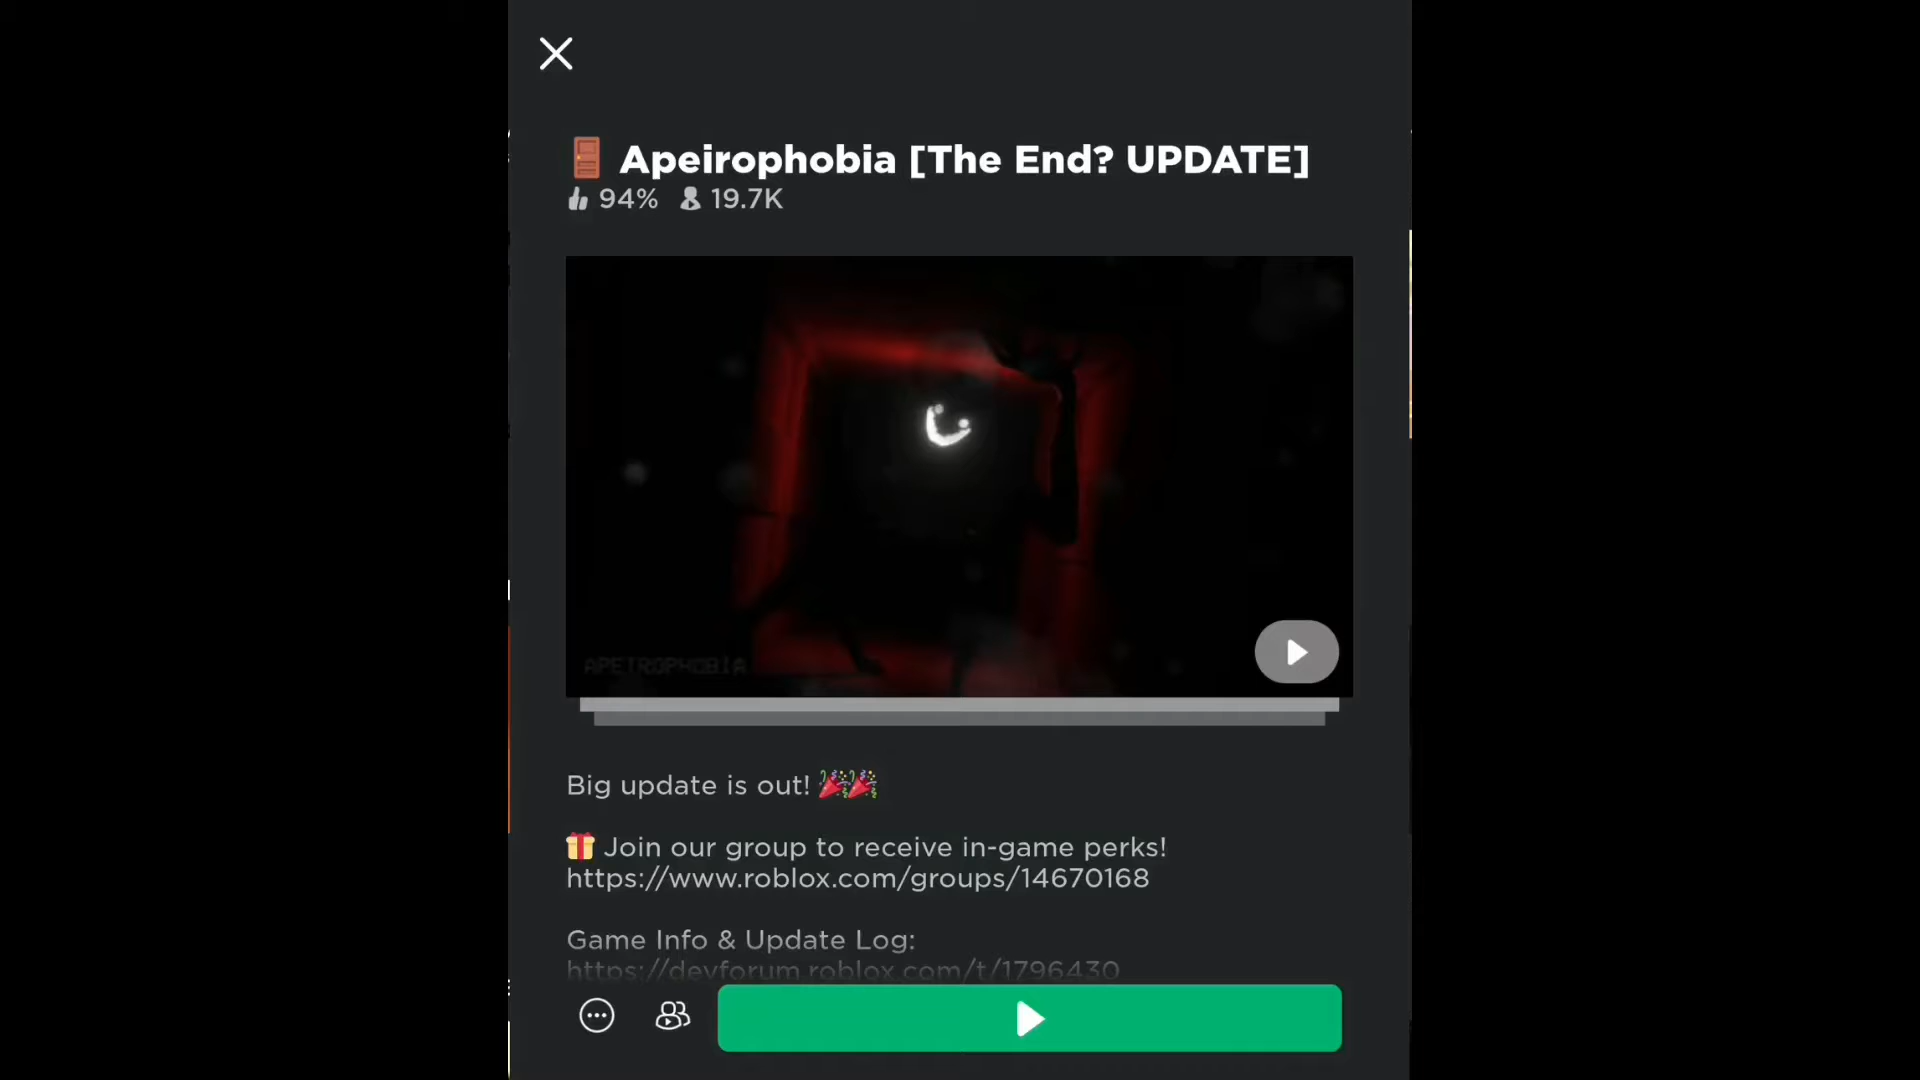 🚪 Apeirophobia [The End? UPDATE]
94% 19.7K
APEIROPHOBIA
Big update is out! 🎉🎉
🎁 Join our group to receive in-game perks!
https://www.roblox.com/groups/14670168
Game Info & Update Log:
https://devforum.roblox.com/t/1796430